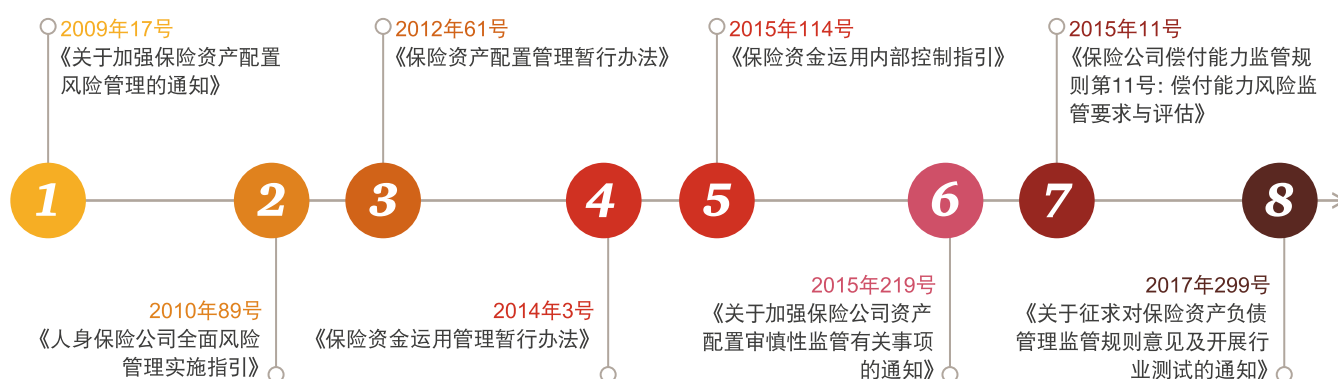 2009年17号
《关于加强保险资产配置
风险管理的通知》
2012年61号
《保险资产配置管理暂行办法》
2015年114号
《保险资金运用内部控制指引》
2015年11号
《保险公司偿付能力监管规
则第11号: 偿付能力风险监
管要求与评估》
1
2
3
4
5
6
7
8
2010年89号
《人身保险公司全面风险
管理实施指引》
2014年3号
《保险资金运用管理暂行办法》
2015年219号
《关于加强保险公司资产
配置审慎性监管有关事项
的通知》
2017年299号
《关于征求对保险资产负债
管理监管规则意见及开展行
业测试的通知》